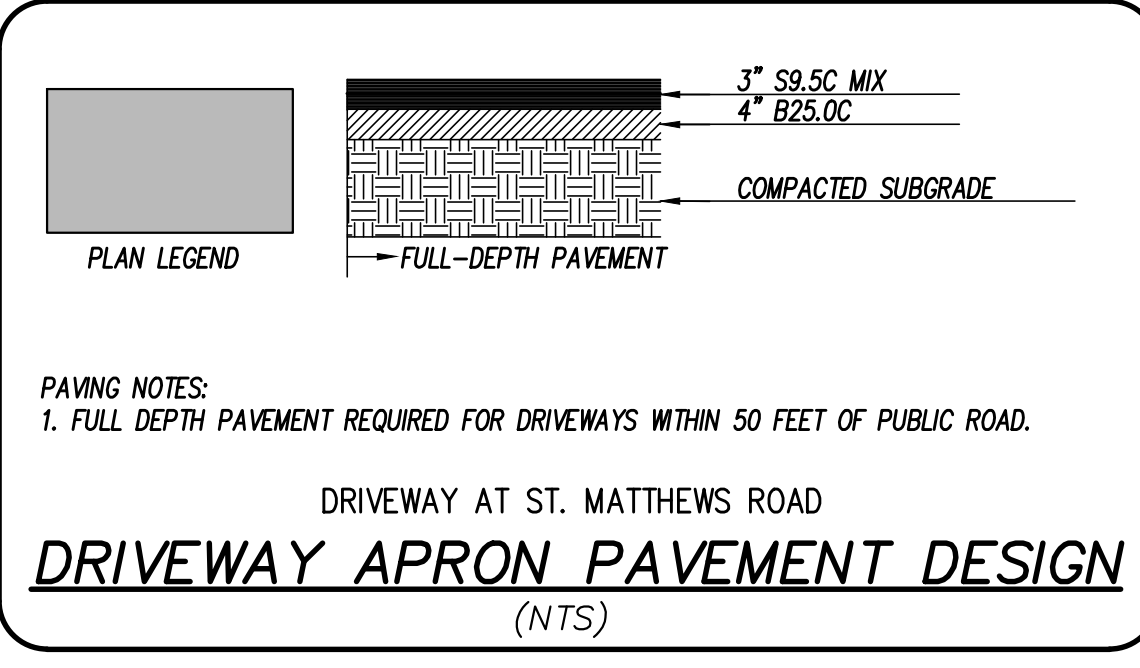 3" S9.5C MIX
4" B25.0C
COMPACTED SUBGRADE
PLAN LEGEND
FULL-DEPTH PAVEMENT
PAVING NOTES:
1. FULL DEPTH PAVEMENT REQUIRED FOR DRIVEWAYS WITHIN 50 FEET OF PUBLIC ROAD.
DRIVEWAY AT ST. MATTHEWS ROAD
DRIVEWAY APRON PAVEMENT DESIGN
(NTS)